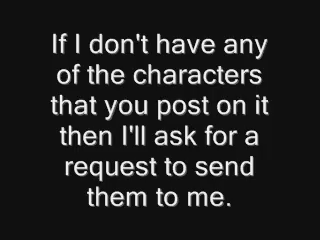 If I don't have any
of the characters
that you post on it
then I'll ask for a
request to send
them to me.